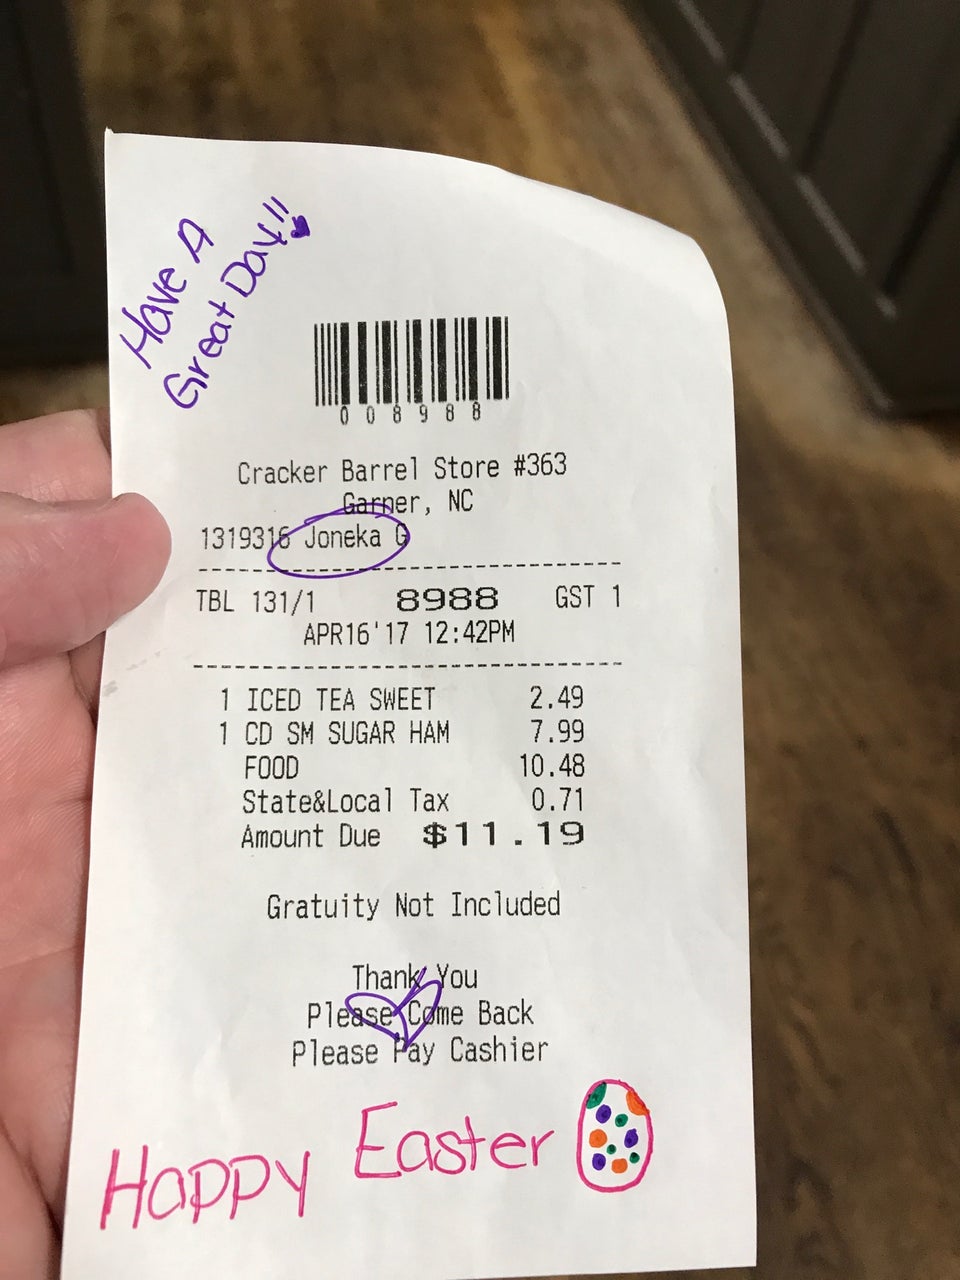 Have A
Great Day!!
008988
Cracker Barrel Store #363
Garner, NC
1319316 Joneka G
TBL 131/1 8988 GST 1
APR16'17 12:42PM
1 ICED TEA SWEET 2.49
1 CD SM SUGAR HAM 7.99
FOOD 10.48
State&Local Tax 0.71
Amount Due $11.19
Gratuity Not Included
Thank You
Please Come Back
Please Pay Cashier
Happy Easter